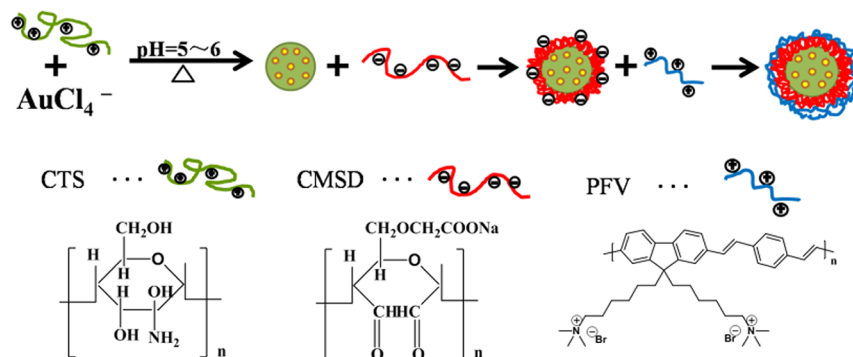 + pH=5～6 + + 
AuCl4⁻ △
CTS ··· CMSD ··· PFV ···
CH2OH CH2OCH2COONa
H O H O
H H
H OH CHHC n
OH NH2 O O
n n
N⁺ ⁻Br Br⁻ N⁺